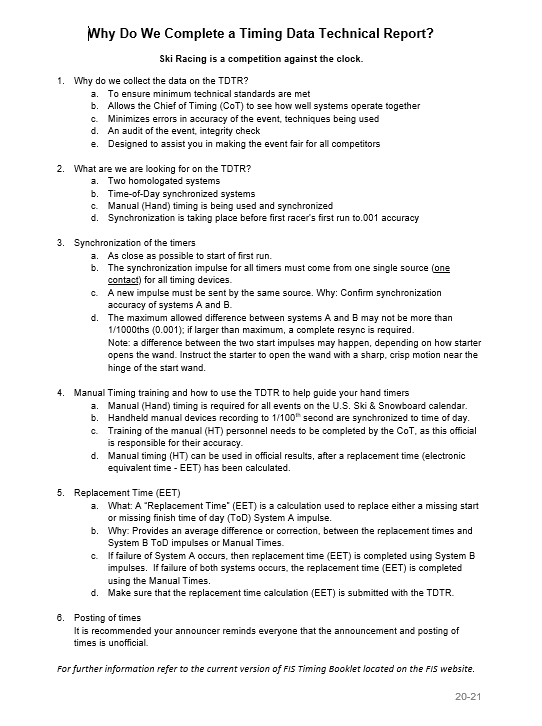 Why Do We Complete a Timing Data Technical Report?
Ski Racing is a competition against the clock.
1. Why do we collect the data on the TDTR?
a. To ensure minimum technical standards are met
b. Allows the Chief of Timing (CoT) to see how well systems operate together
c. Minimizes errors in accuracy of the event, techniques being used
d. An audit of the event, integrity check
e. Designed to assist you in making the event fair for all competitors
2. What are we are looking for on the TDTR?
a. Two homologated systems
b. Time-of-Day synchronized systems
c. Manual (Hand) timing is being used and synchronized
d. Synchronization is taking place before first racer's first run to.001 accuracy
3. Synchronization of the timers
a. As close as possible to start of first run.
b. The synchronization impulse for all timers must come from one single source (one
contact) for all timing devices.
c. A new impulse must be sent by the same source. Why: Confirm synchronization
accuracy of systems A and B.
d. The maximum allowed difference between systems A and B may not be more than
1/1000ths (0.001); if larger than maximum, a complete resync is required.
Note: a difference between the two start impulses may happen, depending on how starter
opens the wand. Instruct the starter to open the wand with a sharp, crisp motion near the
hinge of the start wand.
4. Manual Timing training and how to use the TDTR to help guide your hand timers
a. Manual (Hand) timing is required for all events on the U.S. Ski & Snowboard calendar.
b. Handheld manual devices recording to 1/100th second are synchronized to time of day.
c. Training of the manual (HT) personnel needs to be completed by the CoT, as this official
is responsible for their accuracy.
d. Manual timing (HT) can be used in official results, after a replacement time (electronic
equivalent time - EET) has been calculated.
5. Replacement Time (EET)
a. What: A “Replacement Time” (EET) is a calculation used to replace either a missing start
or missing finish time of day (ToD) System A impulse.
b. Why: Provides an average difference or correction, between the replacement times and
System B ToD impulses or Manual Times.
c. If failure of System A occurs, then replacement time (EET) is completed using System B
impulses. If failure of both systems occurs, the replacement time (EET) is completed
using the Manual Times.
d. Make sure that the replacement time calculation (EET) is submitted with the TDTR.
6. Posting of times
It is recommended your announcer reminds everyone that the announcement and posting of
times is unofficial.
For further information refer to the current version of FIS Timing Booklet located on the FIS website.
20-21